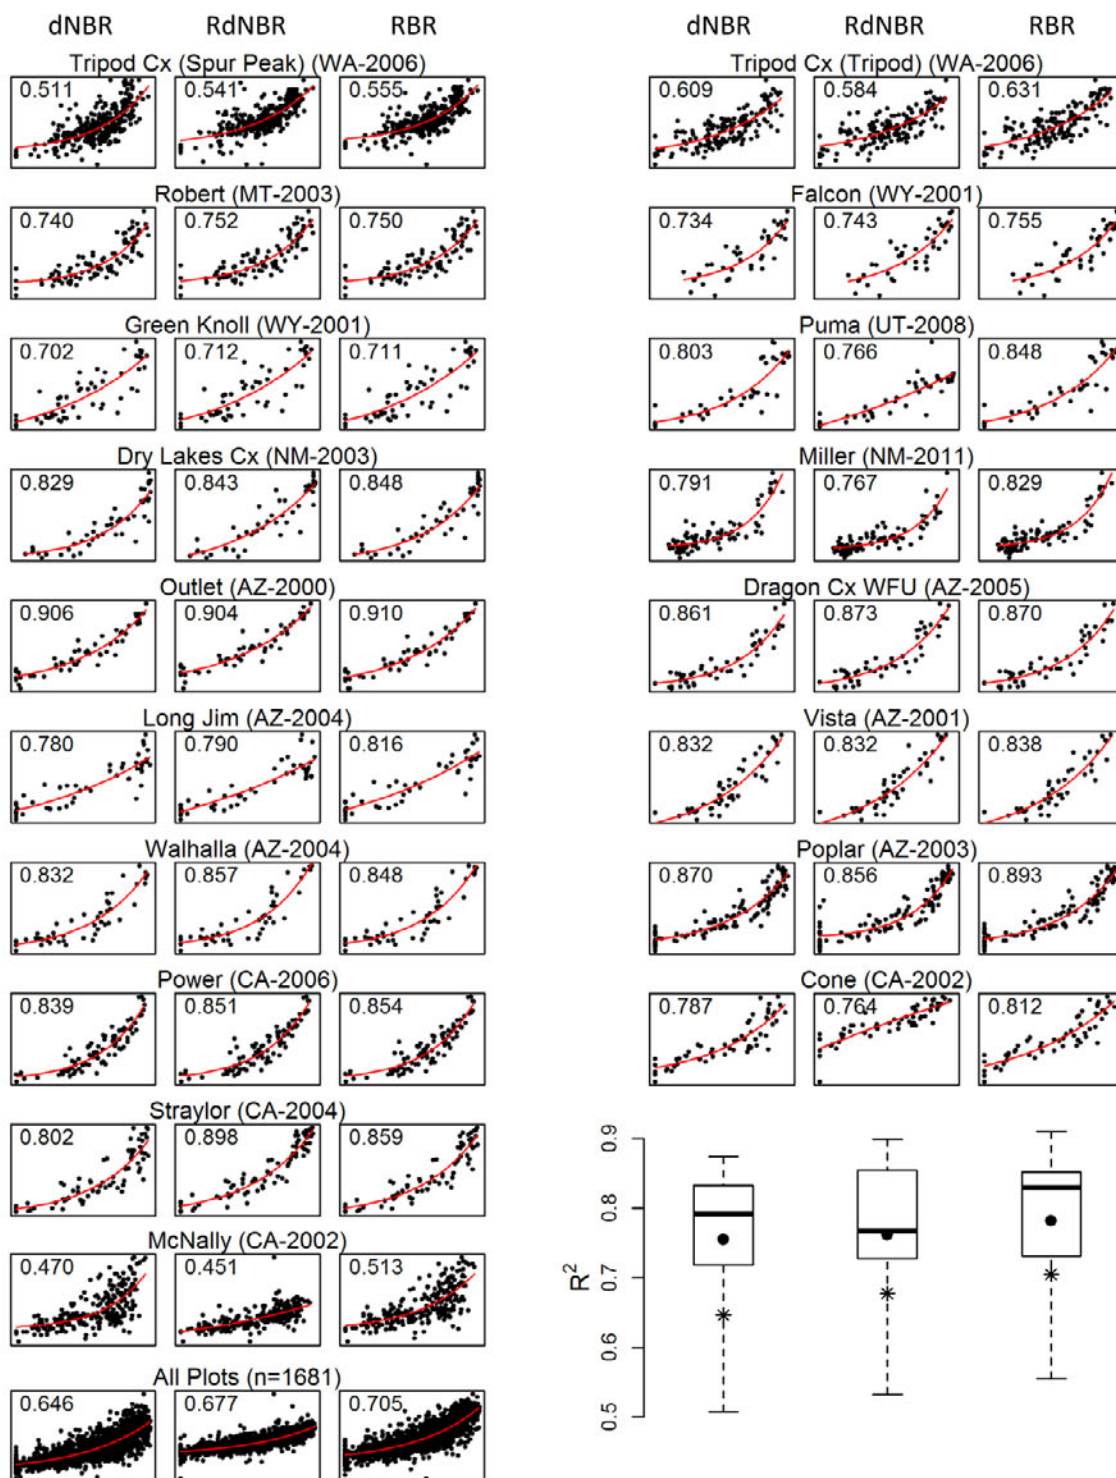 dNBR RdNBR RBR
Tripod Cx (Spur Peak) (WA-2006)
0.511 0.541 0.555
Robert (MT-2003)
0.740 0.752 0.750
Green Knoll (WY-2001)
0.702 0.712 0.711
Dry Lakes Cx (NM-2003)
0.829 0.843 0.848
Outlet (AZ-2000)
0.906 0.904 0.910
Long Jim (AZ-2004)
0.780 0.790 0.816
Walhalla (AZ-2004)
0.832 0.857 0.848
Power (CA-2006)
0.839 0.851 0.854
Straylor (CA-2004)
0.802 0.898 0.859
McNally (CA-2002)
0.470 0.451 0.513
All Plots (n=1681)
0.646 0.677 0.705
dNBR RdNBR RBR
Tripod Cx (Tripod) (WA-2006)
0.609 0.584 0.631
Falcon (WY-2001)
0.734 0.743 0.755
Puma (UT-2008)
0.803 0.766 0.848
Miller (NM-2011)
0.791 0.767 0.829
Dragon Cx WFU (AZ-2005)
0.861 0.873 0.870
Vista (AZ-2001)
0.832 0.832 0.838
Poplar (AZ-2003)
0.870 0.856 0.893
Cone (CA-2002)
0.787 0.764 0.812
0.9
0.8
0.7
0.6
0.5
R²